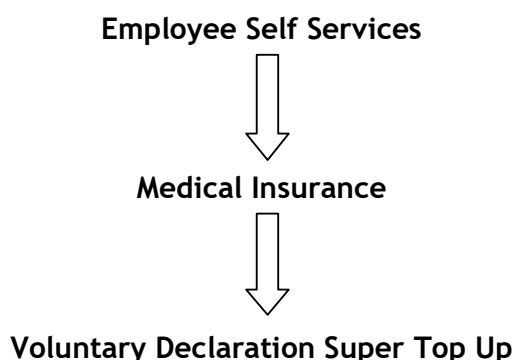 Employee Self Services
Medical Insurance
Voluntary Declaration Super Top Up